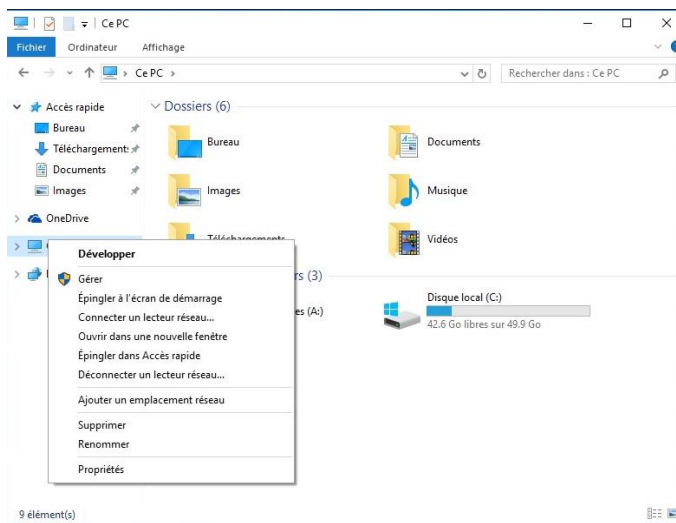 Ce PC
Fichier Ordinateur Affichage
Ce PC
Rechercher dans : Ce PC
Accès rapide
Bureau
Téléchargement:
Documents
Images
OneDrive
Dossiers (6)
Bureau
Documents
Images
Musique
Téléchargements
Vidéos
rs (3)
es (A:)
Disque local (C:)
42.6 Go libres sur 49.9 Go
Développer
Gérer
Épingler à l'écran de démarrage
Connecter un lecteur réseau...
Ouvrir dans une nouvelle fenêtre
Épingler dans Accès rapide
Déconnecter un lecteur réseau...
Ajouter un emplacement réseau
Supprimer
Renommer
Propriétés
9 élément(s)